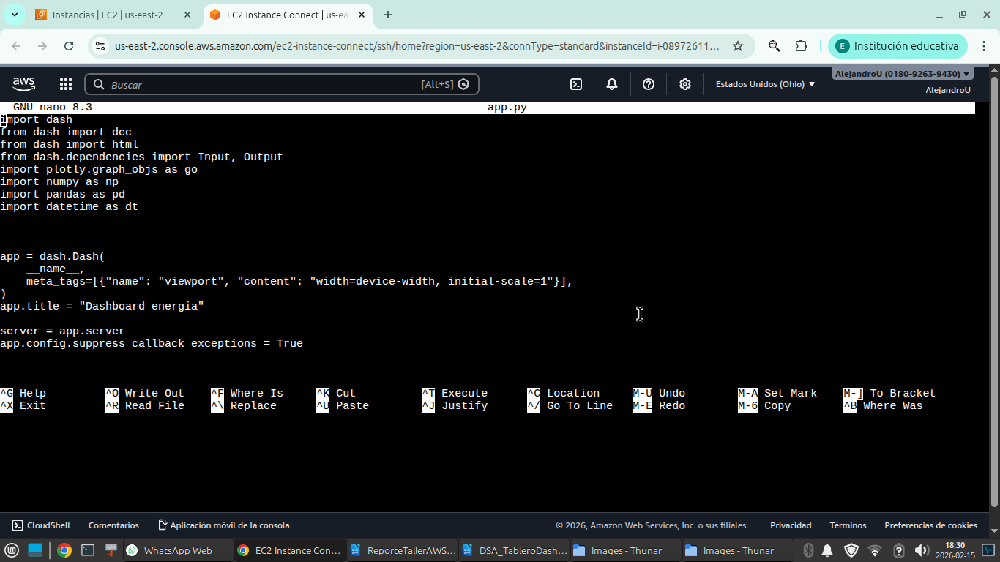 Instancias | EC2 | us-east-2
EC2 Instance Connect | us-ea
us-east-2.console.aws.amazon.com/ec2-instance-connect/ssh/home?region=us-east-2&connType=standard&instanceId=i-08972611...
E Institución educativa
aws
Buscar
[Alt+S]
Estados Unidos (Ohio)
AlejandroU (0180-9263-9430)
AlejandroU
GNU nano 8.3 app.py
import dash
from dash import dcc
from dash import html
from dash.dependencies import Input, Output
import plotly.graph_objs as go
import numpy as np
import pandas as pd
import datetime as dt
app = dash.Dash(
    __name__,
    meta_tags=[{"name": "viewport", "content": "width=device-width, initial-scale=1"}],
)
app.title = "Dashboard energia"
server = app.server
app.config.suppress_callback_exceptions = True
^G Help ^O Write Out ^F Where Is ^K Cut ^T Execute ^C Location M-U Undo M-A Set Mark M-] To Bracket
^X Exit ^R Read File ^\ Replace ^U Paste ^J Justify ^/ Go To Line M-E Redo M-6 Copy ^B Where Was
CloudShell Comentarios Aplicación móvil de la consola © 2026, Amazon Web Services, Inc. o sus filiales. Privacidad Términos Preferencias de cookies
WhatsApp Web EC2 Instance Con... ReporteTallerAWS... DSA_TableroDash... Images - Thunar Images - Thunar
18:30
2026-02-15